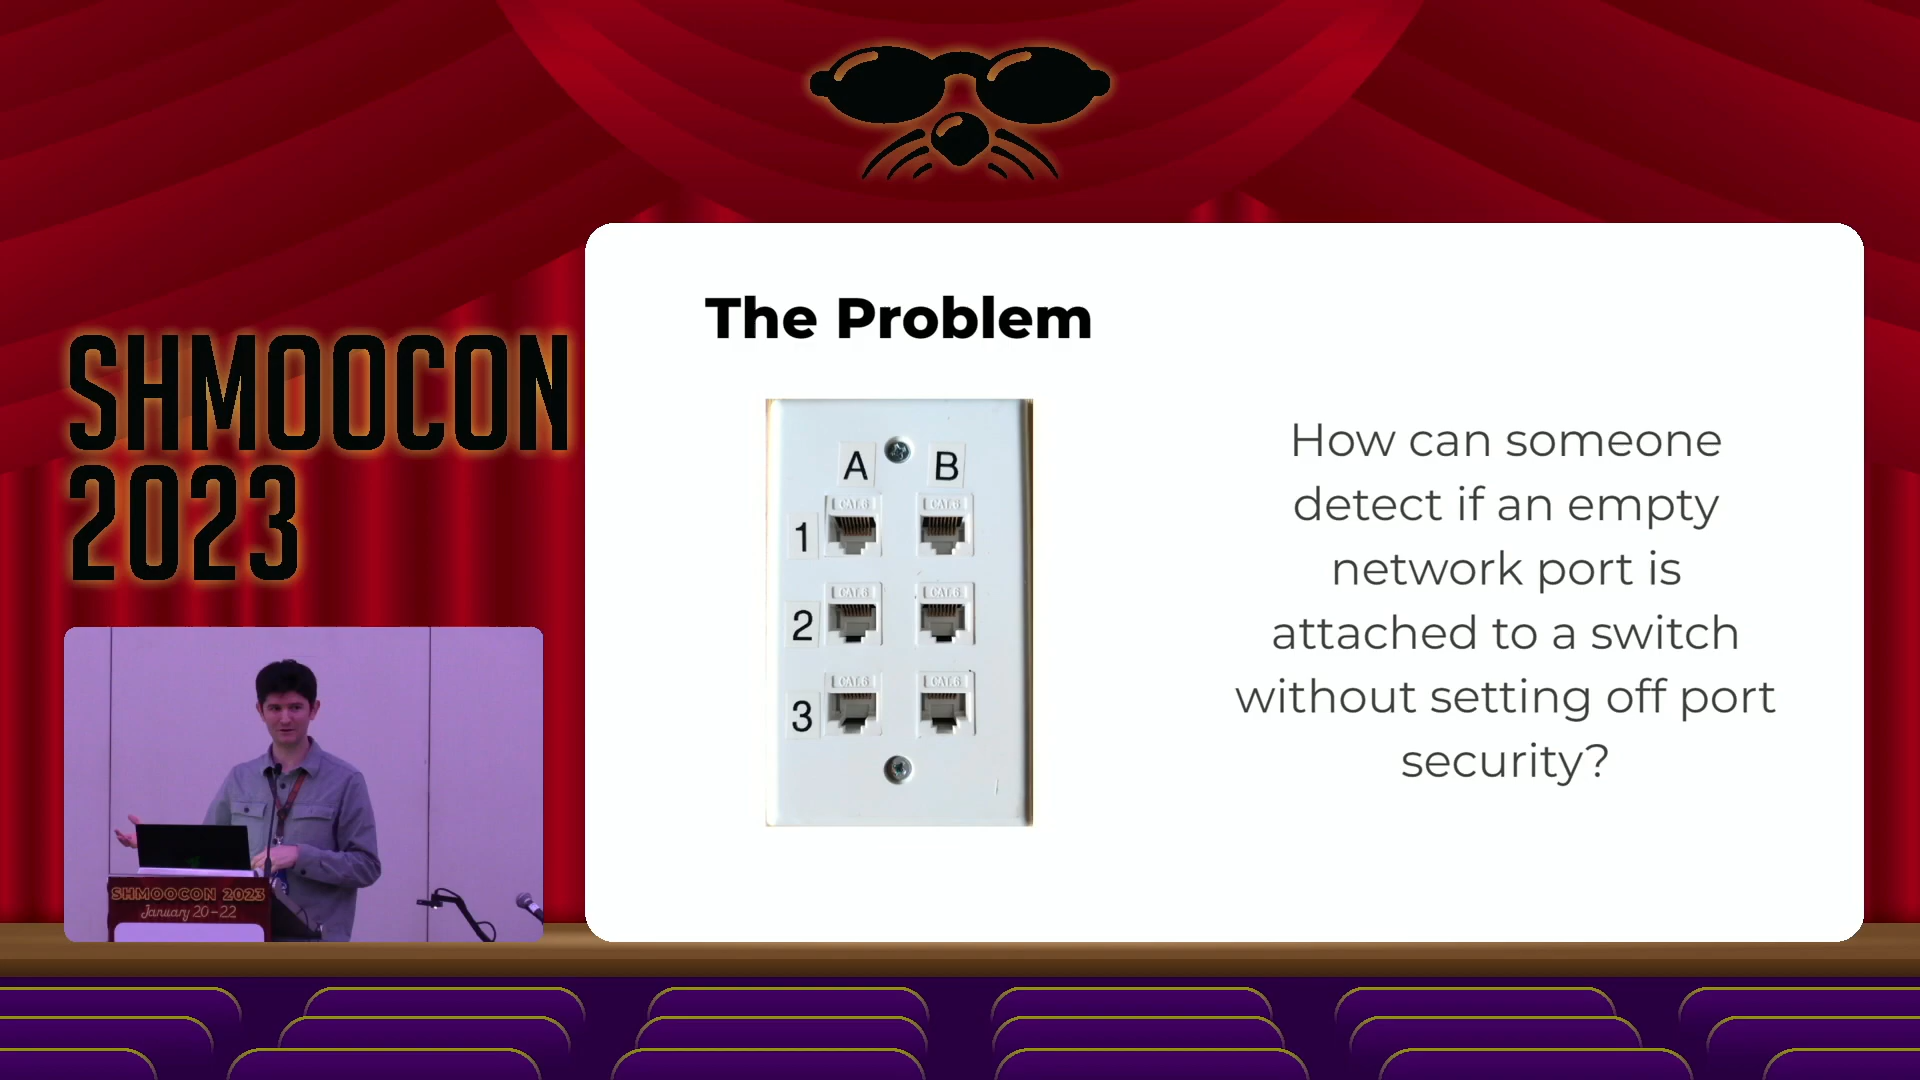 SHMOOCON
2023
The Problem
A B
CAT.6 CAT.6
1
CAT.6 CAT.6
2
CAT.6 CAT.6
3
How can someone
detect if an empty
network port is
attached to a switch
without setting off port
security?
SHMOOCON 2023
January 20-22